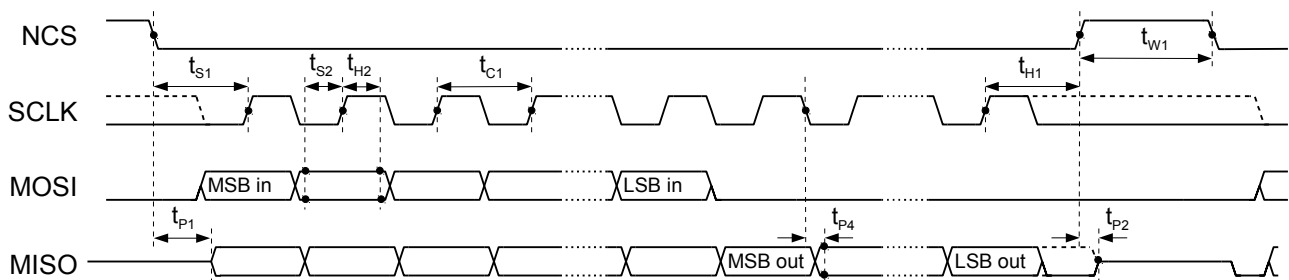 NCS
t_W1
t_S1
t_S2
t_H2
t_C1
t_H1
SCLK
MOSI
MSB in
LSB in
t_P1
t_P4
t_P2
MISO
MSB out
LSB out